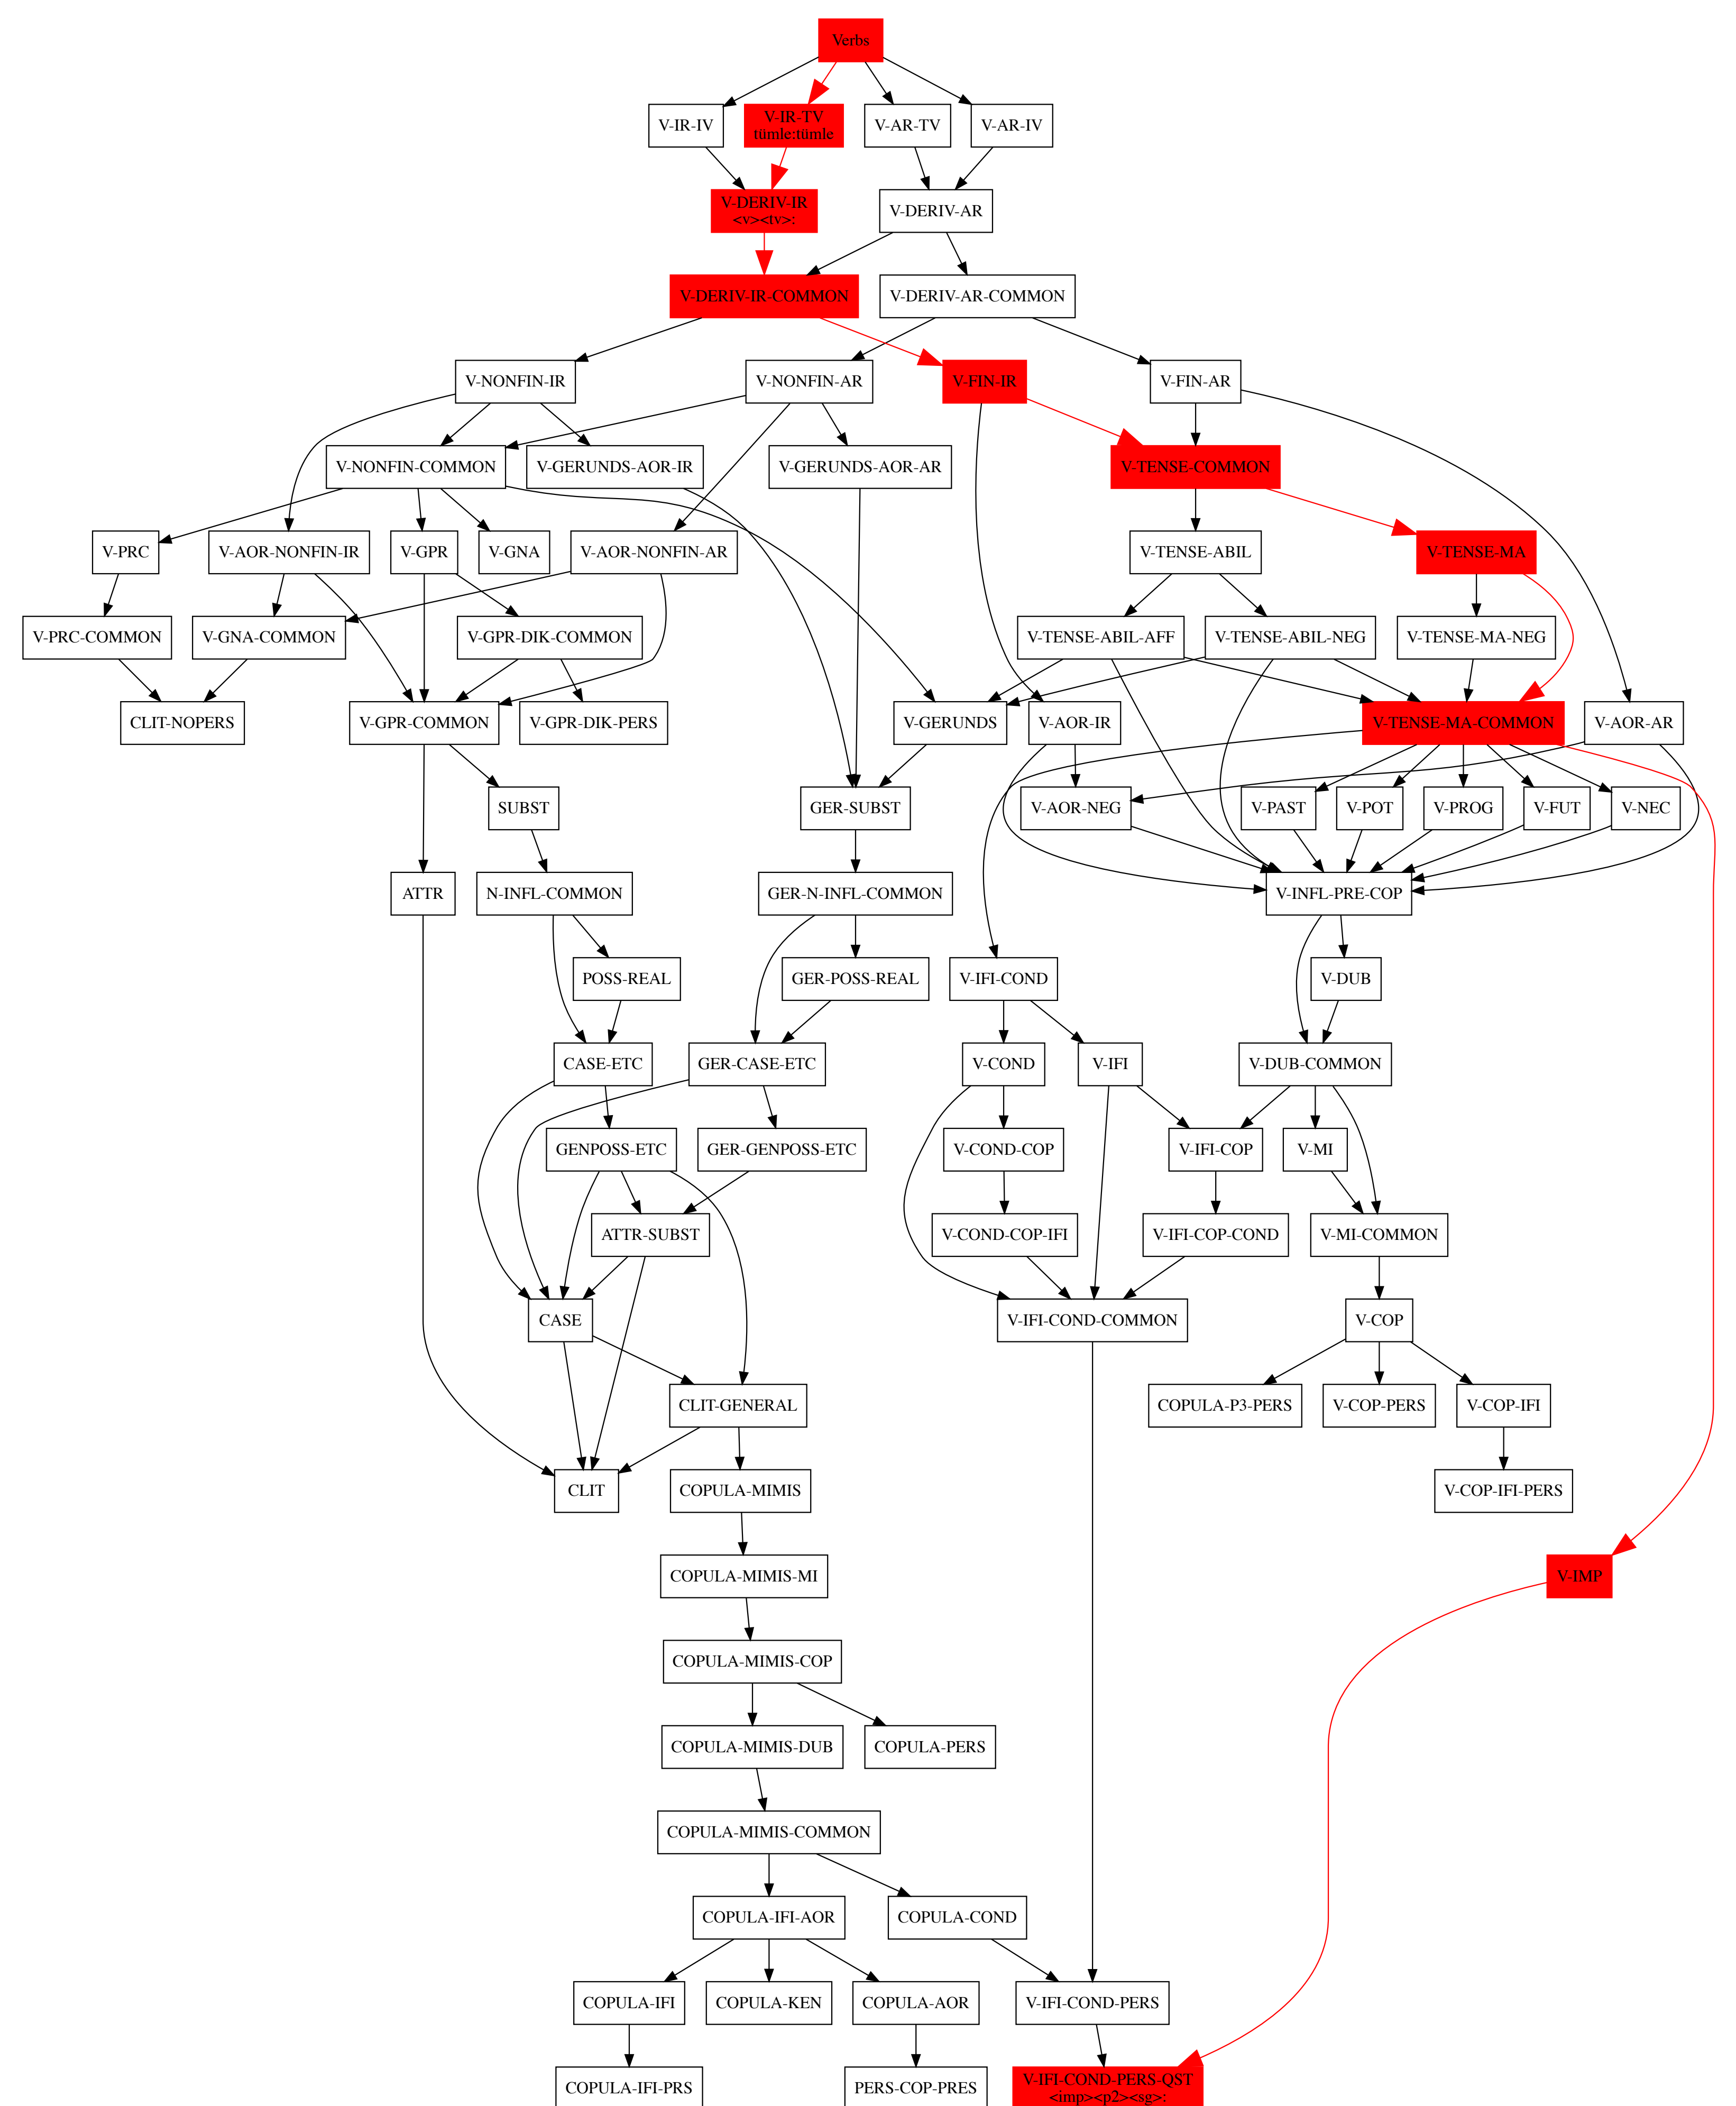 Verbs
V-IR-IV
V-IR-TV
tümle:tümle
V-AR-TV
V-AR-IV
V-DERIV-IR
<v><tv>:
V-DERIV-AR
V-DERIV-IR-COMMON
V-DERIV-AR-COMMON
V-NONFIN-IR
V-NONFIN-AR
V-FIN-IR
V-FIN-AR
V-NONFIN-COMMON
V-GERUNDS-AOR-IR
V-GERUNDS-AOR-AR
V-TENSE-COMMON
V-PRC
V-AOR-NONFIN-IR
V-GPR
V-GNA
V-AOR-NONFIN-AR
V-TENSE-ABIL
V-TENSE-MA
V-PRC-COMMON
V-GNA-COMMON
V-GPR-DIK-COMMON
V-TENSE-ABIL-AFF
V-TENSE-ABIL-NEG
V-TENSE-MA-NEG
CLIT-NOPERS
V-GPR-COMMON
V-GPR-DIK-PERS
V-GERUNDS
V-AOR-IR
V-TENSE-MA-COMMON
V-AOR-AR
SUBST
GER-SUBST
V-AOR-NEG
V-PAST
V-POT
V-PROG
V-FUT
V-NEC
ATTR
N-INFL-COMMON
GER-N-INFL-COMMON
V-INFL-PRE-COP
POSS-REAL
GER-POSS-REAL
V-IFI-COND
V-DUB
CASE-ETC
GER-CASE-ETC
V-COND
V-IFI
V-DUB-COMMON
GENPOSS-ETC
GER-GENPOSS-ETC
V-COND-COP
V-IFI-COP
V-MI
ATTR-SUBST
V-COND-COP-IFI
V-IFI-COP-COND
V-MI-COMMON
CASE
V-IFI-COND-COMMON
V-COP
CLIT-GENERAL
COPULA-P3-PERS
V-COP-PERS
V-COP-IFI
CLIT
COPULA-MIMIS
V-COP-IFI-PERS
COPULA-MIMIS-MI
V-IMP
COPULA-MIMIS-COP
COPULA-MIMIS-DUB
COPULA-PERS
COPULA-MIMIS-COMMON
COPULA-IFI-AOR
COPULA-COND
COPULA-IFI
COPULA-KEN
COPULA-AOR
V-IFI-COND-PERS
COPULA-IFI-PRS
PERS-COP-PRES
V-IFI-COND-PERS-QST
<imp><p2><sg>: